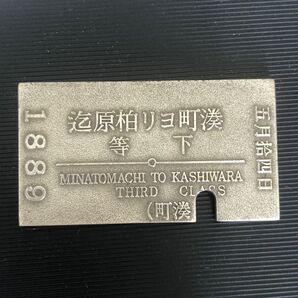 湊町ヨリ柏原迄
下等
MINATOMACHI TO KASHIWARA
THIRD CLASS
(湊町)
1889
五月拾四日